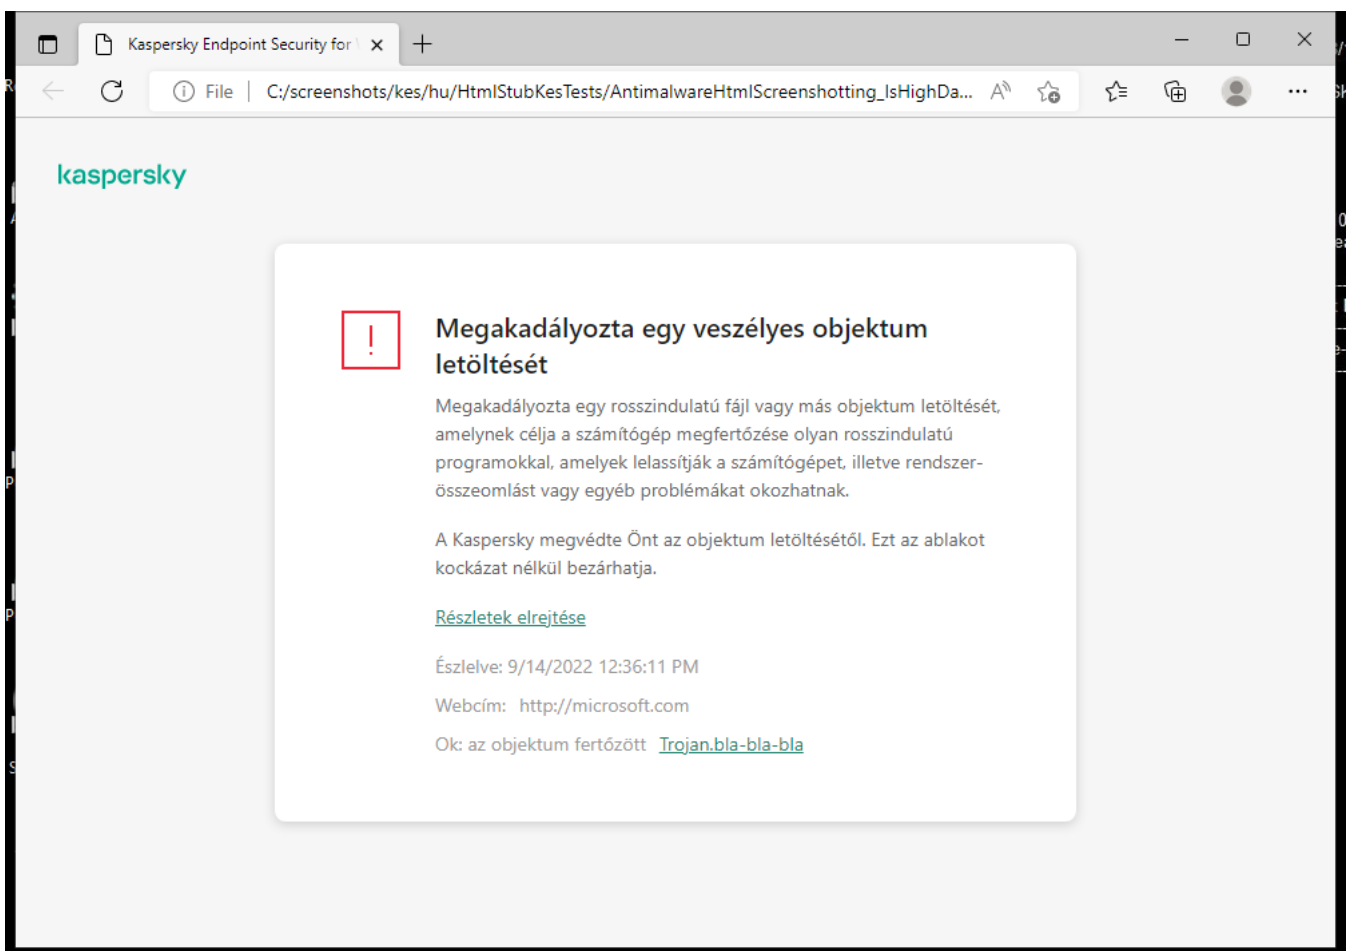 Kaspersky Endpoint Security for
File
C:/screenshots/kes/hu/HtmlStubKesTests/AntimalwareHtmlScreenshotting_IsHighDa...
kaspersky
Megakadályozta egy veszélyes objektum
letöltését
Megakadályozta egy rosszindulatú fájl vagy más objektum letöltését,
amelynek célja a számítógép megfertőzése olyan rosszindulatú
programokkal, amelyek lelassítják a számítógépet, illetve rendszer-
összeomlást vagy egyéb problémákat okozhatnak.
A Kaspersky megvédte Önt az objektum letöltésétől. Ezt az ablakot
kockázat nélkül bezárhatja.
Részletek elrejtése
Észlelve: 9/14/2022 12:36:11 PM
Webcím: http://microsoft.com
Ok: az objektum fertőzött Trojan.bla-bla-bla